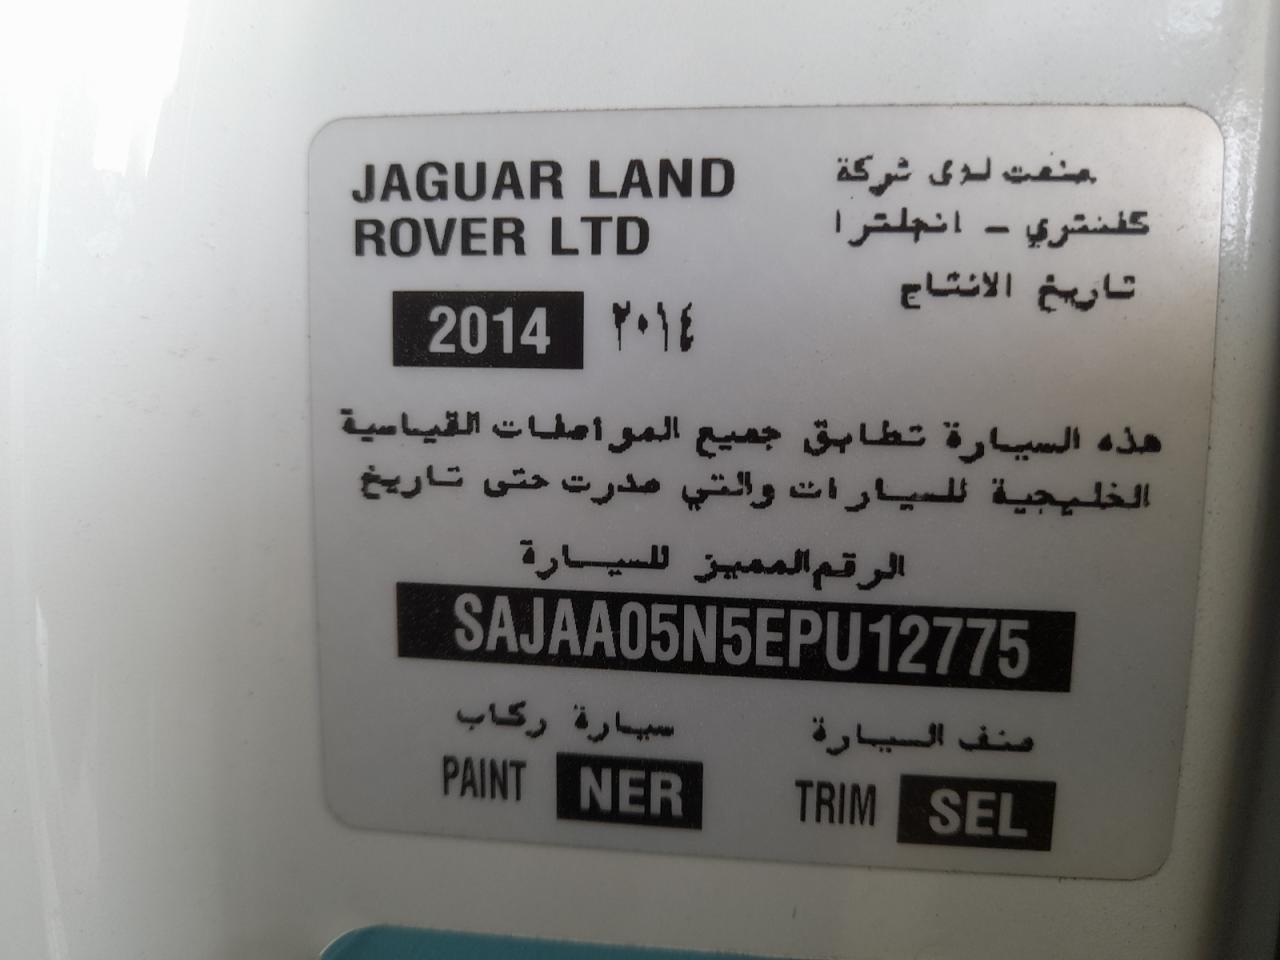 JAGUAR LAND ROVER LTD
صنعت لدى شركة
كفنتري - انجلترا
تاريخ الانتاج
2014 ٢٠١٤
هذه السيارة تطابق جميع المواصفات القياسية
الخليجية للسيارات والتي صدرت حتى تاريخ
الرقم المميز للسيارة
SAJAA05N5EPU12775
صنف السيارة سيارة ركاب
PAINT NER TRIM SEL